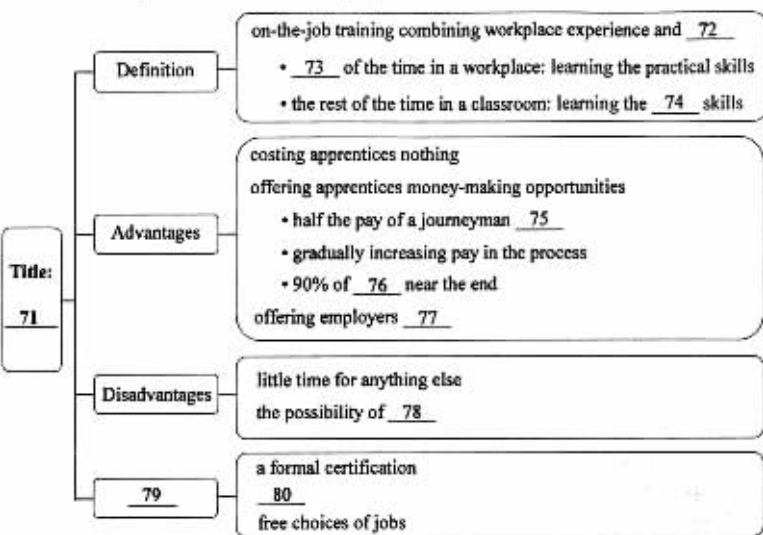 on-the-job training combining workplace experience and 72
Definition
• 73 of the time in a workplace: learning the practical skills
• the rest of the time in a classroom: learning the 74 skills
costing apprentices nothing
offering apprentices money-making opportunities
Advantages
• half the pay of a journeyman 75
• gradually increasing pay in the process
Title:
• 90% of 76 near the end
71
offering employers 77
little time for anything else
Disadvantages
the possibility of 78
a formal certification
79
80
free choices of jobs